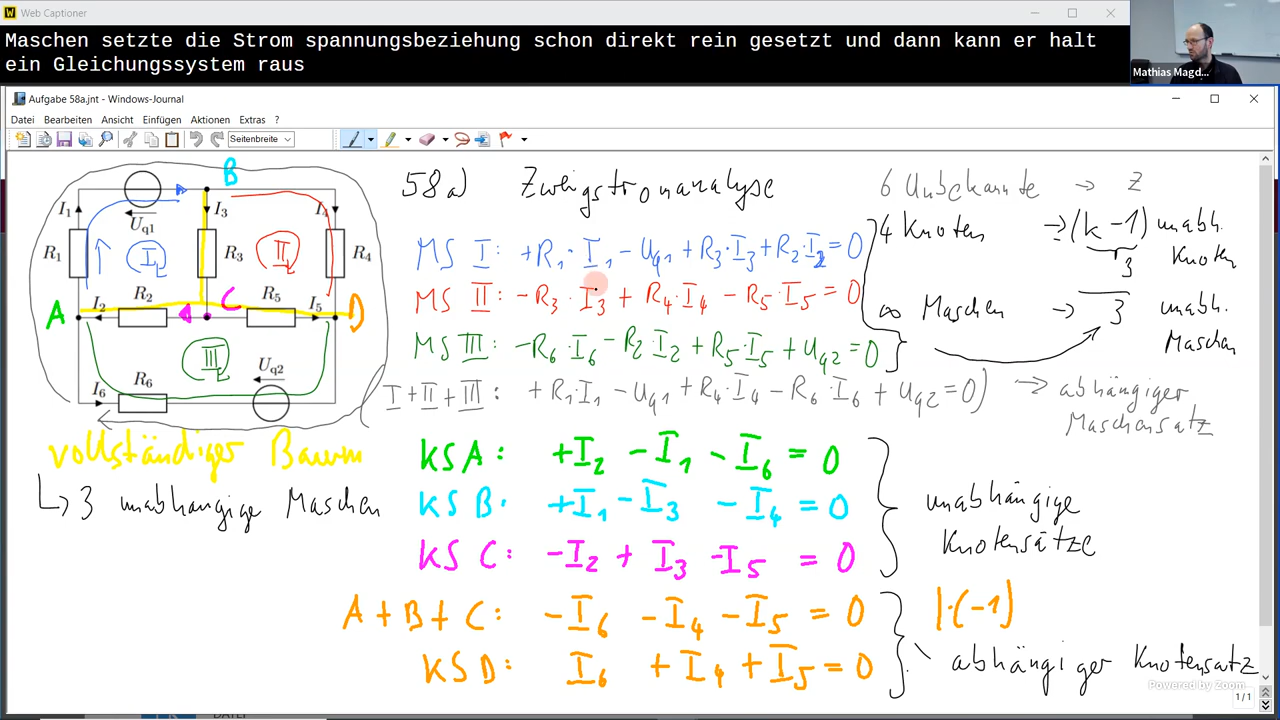 Web Captioner
Maschen setzte die Strom spannungsbeziehung schon direkt rein gesetzt und dann kann er halt
ein Gleichungssystem raus
Mathias Magd...
Aufgabe 58a.jnt - Windows-Journal
Datei Bearbeiten Ansicht Einfügen Aktionen Extras ?
Seitenbreite
58a) Zweigstromanalyse
6 Unbekannte → Z
4 Knoten → (k-1) unabh. Knoten
3
∞ Maschen → 3 unabh. Maschen
MS I: +R1·I1 - Uq1 + R3·I3 + R2·I2 = 0
MS II: -R3·I3 + R4·I4 - R5·I5 = 0
MS III: -R6·I6 - R2·I2 + R5·I5 + Uq2 = 0
I+II+III: +R1·I1 - Uq1 + R4·I4 - R6·I6 + Uq2 = 0) → abhängiger Maschensatz
B
I1
Uq1
I3
I4
R1
I
R3
II
R4
A
I2
R2
C
R5
I5
D
III
I6
R6
Uq2
vollständiger Baum
↳ 3 unabhängige Maschen
KS A: +I2 - I1 - I6 = 0
KS B: +I1 - I3 - I4 = 0
KS C: -I2 + I3 - I5 = 0
unabhängige
Knotensätze
A+B+C: -I6 - I4 - I5 = 0 |·(-1)
KS D: I6 + I4 + I5 = 0
abhängiger Knotensatz
Powered by Zoom
1/1